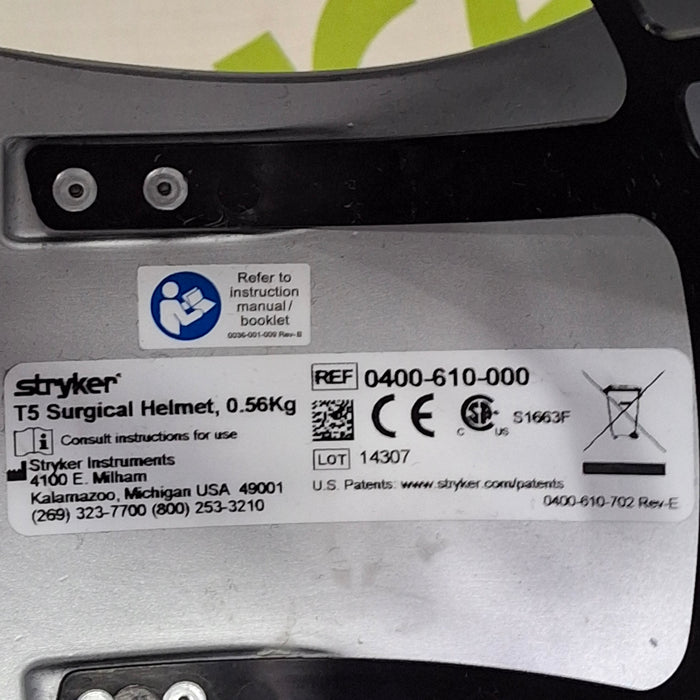 Refer to
instruction
manual/
booklet
0036-001-009 Rev-B
stryker
T5 Surgical Helmet, 0.56Kg
Consult instructions for use
Stryker Instruments
4100 E. Milham
Kalamazoo, Michigan USA 49001
(269) 323-7700 (800) 253-3210
REF 0400-610-000
CE C SA US S1663F
LOT 14307
U.S. Patents: www.stryker.com/patents
0400-610-702 Rev-E